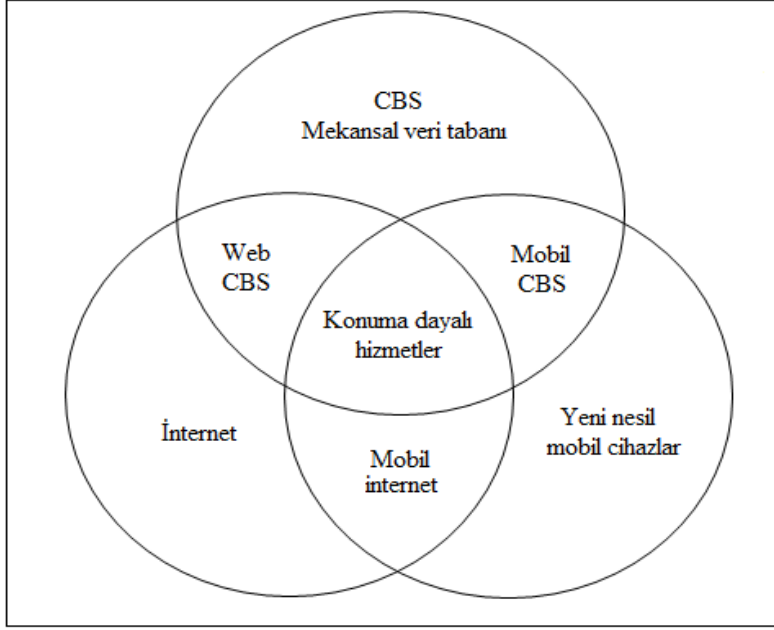 CBS
Mekansal veri tabanı
Web
CBS
Mobil
CBS
Konuma dayalı
hizmetler
İnternet
Yeni nesil
mobil cihazlar
Mobil
internet